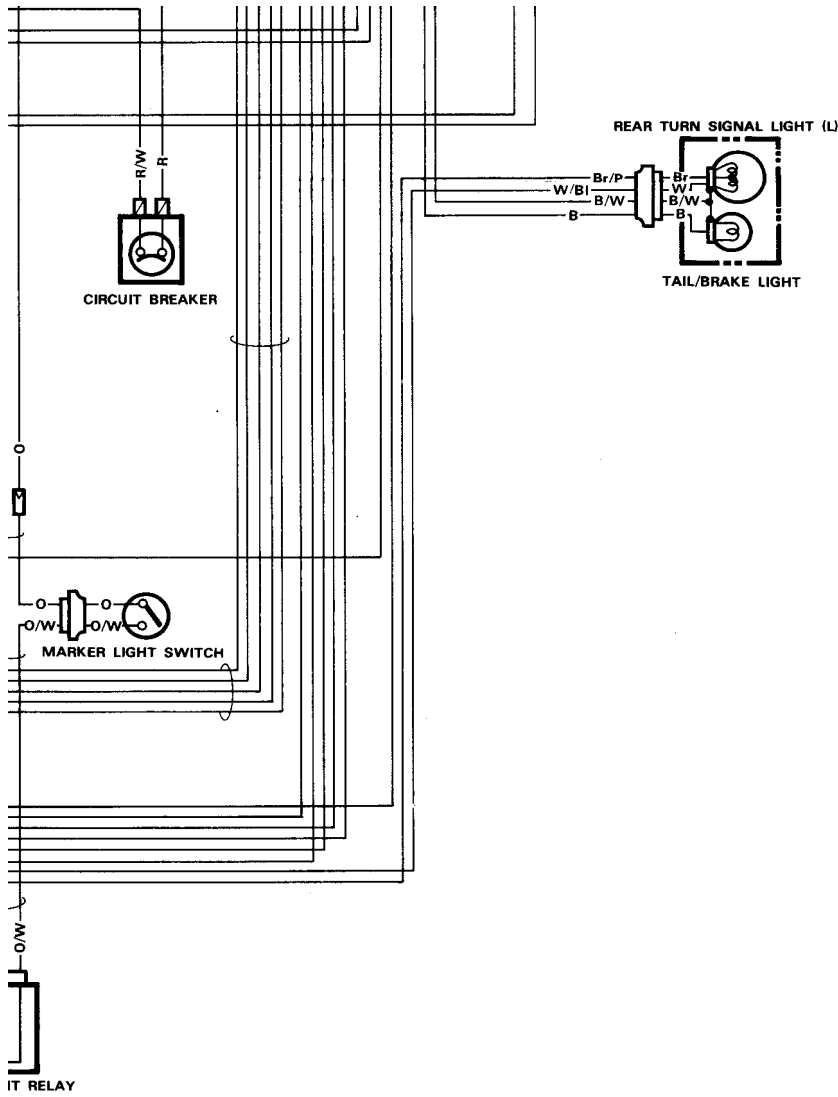 REAR TURN SIGNAL LIGHT (L)
R/W
R
Br/P
Br
W/Bl
W
B/W
B/W
B
B
TAIL/BRAKE LIGHT
CIRCUIT BREAKER
O
O
O
O/W
O/W
MARKER LIGHT SWITCH
O/W
IT RELAY